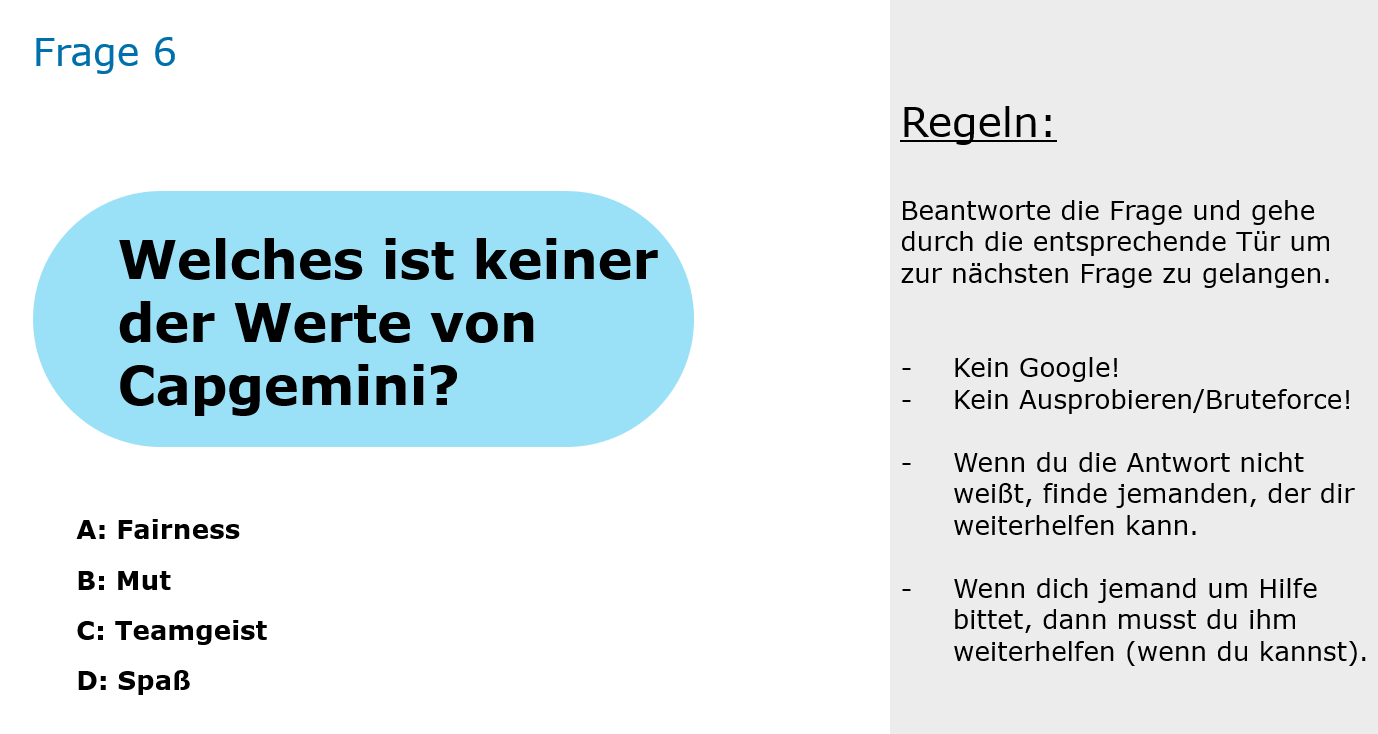 Frage 6
Welches ist keiner
der Werte von
Capgemini?
A: Fairness
B: Mut
C: Teamgeist
D: Spaß
Regeln:
Beantworte die Frage und gehe
durch die entsprechende Tür um
zur nächsten Frage zu gelangen.
- Kein Google!
- Kein Ausprobieren/Bruteforce!
- Wenn du die Antwort nicht
weißt, finde jemanden, der dir
weiterhelfen kann.
- Wenn dich jemand um Hilfe
bittet, dann musst du ihm
weiterhelfen (wenn du kannst).